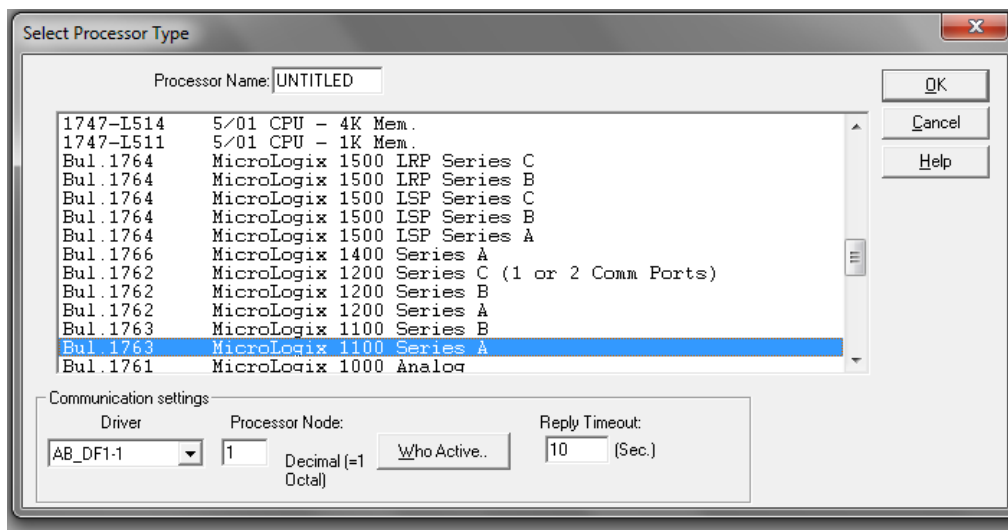 Select Processor Type
Processor Name: UNTITLED
OK
Cancel
Help
1747-L514 5/01 CPU - 4K Mem.
1747-L511 5/01 CPU - 1K Mem.
Bul.1764 MicroLogix 1500 LRP Series C
Bul.1764 MicroLogix 1500 LRP Series B
Bul.1764 MicroLogix 1500 LSP Series C
Bul.1764 MicroLogix 1500 LSP Series B
Bul.1764 MicroLogix 1500 LSP Series A
Bul.1766 MicroLogix 1400 Series A
Bul.1762 MicroLogix 1200 Series C (1 or 2 Comm Ports)
Bul.1762 MicroLogix 1200 Series B
Bul.1762 MicroLogix 1200 Series A
Bul.1763 MicroLogix 1100 Series B
Bul.1763 MicroLogix 1100 Series A
Bul.1761 MicroLogix 1000 Analog
Communication settings
Driver
Processor Node:
Reply Timeout:
AB_DF1-1
1
Decimal (=1
Octal)
Who Active..
10
(Sec.)